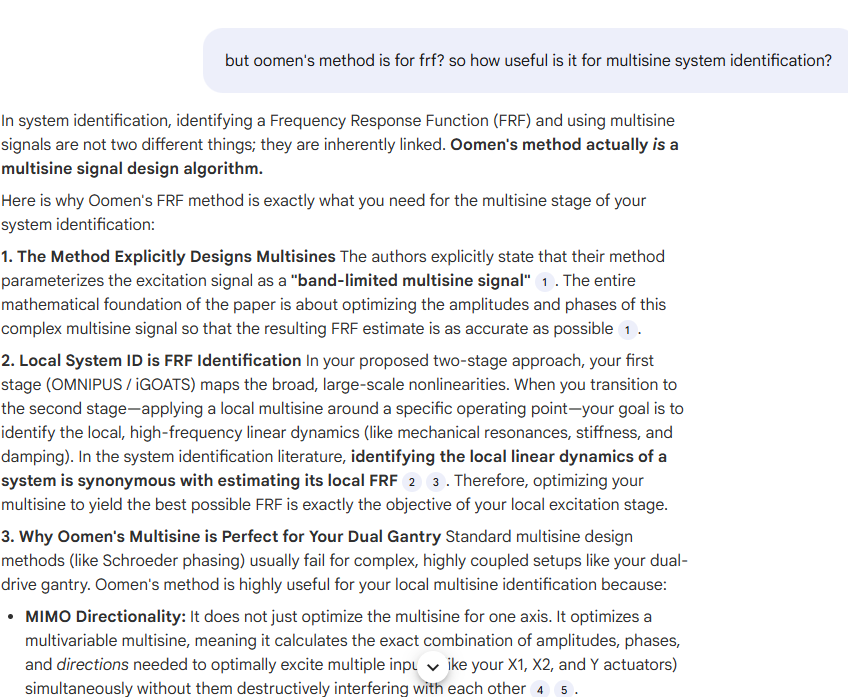 but oomen's method is for frf? so how useful is it for multisine system identification?
In system identification, identifying a Frequency Response Function (FRF) and using multisine
signals are not two different things; they are inherently linked. Oomen's method actually is a
multisine signal design algorithm.
Here is why Oomen's FRF method is exactly what you need for the multisine stage of your
system identification:
1. The Method Explicitly Designs Multisines The authors explicitly state that their method
parameterizes the excitation signal as a "band-limited multisine signal" 1 . The entire
mathematical foundation of the paper is about optimizing the amplitudes and phases of this
complex multisine signal so that the resulting FRF estimate is as accurate as possible 1 .
2. Local System ID is FRF Identification In your proposed two-stage approach, your first
stage (OMNIPUS / iGOATS) maps the broad, large-scale nonlinearities. When you transition to
the second stage—applying a local multisine around a specific operating point—your goal is to
identify the local, high-frequency linear dynamics (like mechanical resonances, stiffness, and
damping). In the system identification literature, identifying the local linear dynamics of a
system is synonymous with estimating its local FRF 2 3 . Therefore, optimizing your
multisine to yield the best possible FRF is exactly the objective of your local excitation stage.
3. Why Oomen's Multisine is Perfect for Your Dual Gantry Standard multisine design
methods (like Schroeder phasing) usually fail for complex, highly coupled setups like your dual-
drive gantry. Oomen's method is highly useful for your local multisine identification because:
• MIMO Directionality: It does not just optimize the multisine for one axis. It optimizes a
multivariable multisine, meaning it calculates the exact combination of amplitudes, phases,
and directions needed to optimally excite multiple your X1, X2, and Y actuators)
simultaneously without them destructively interfering with each other 4 5 .